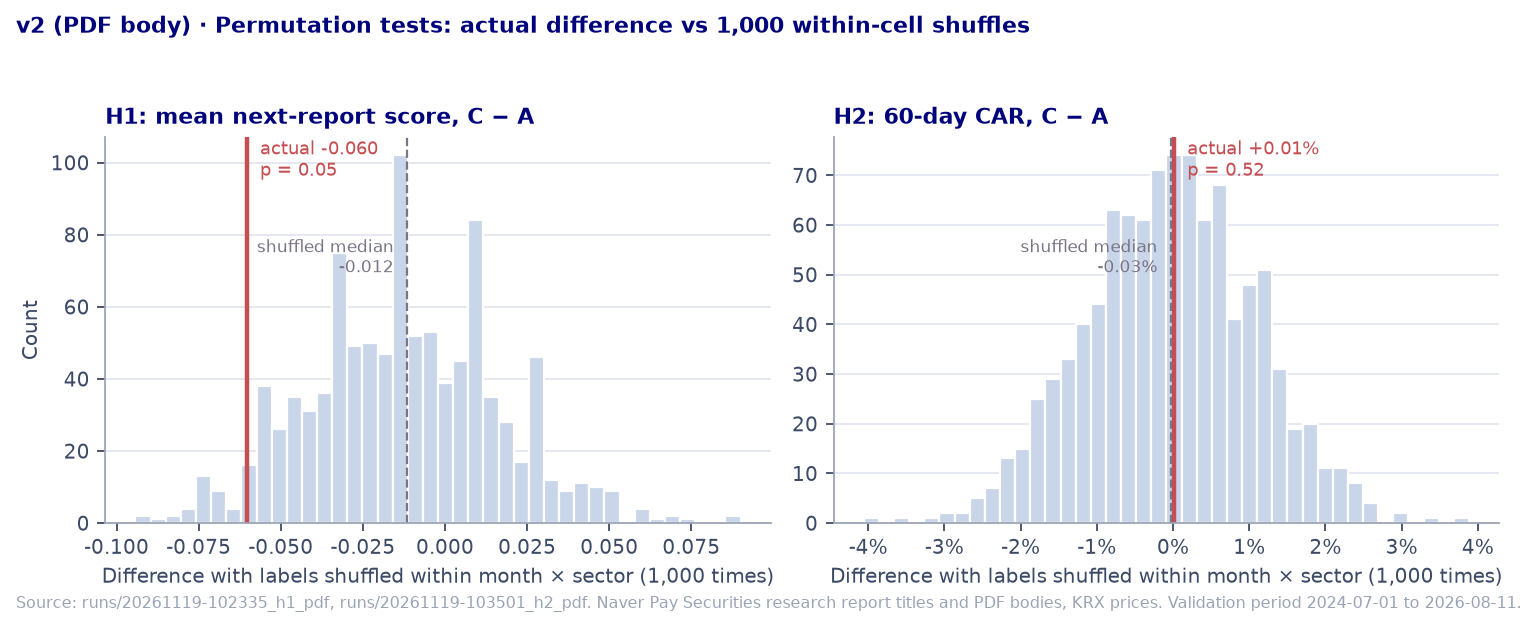 v2 (PDF body) · Permutation tests: actual difference vs 1,000 within-cell shuffles
H1: mean next-report score, C − A
actual -0.060
p = 0.05
shuffled median
-0.012
Count
100
80
60
40
20
0
-0.100 -0.075 -0.050 -0.025 0.000 0.025 0.050 0.075
Difference with labels shuffled within month × sector (1,000 times)
H2: 60-day CAR, C − A
actual +0.01%
p = 0.52
shuffled median
-0.03%
70
60
50
40
30
20
10
0
-4% -3% -2% -1% 0% 1% 2% 3% 4%
Difference with labels shuffled within month × sector (1,000 times)
Source: runs/20261119-102335_h1_pdf, runs/20261119-103501_h2_pdf. Naver Pay Securities research report titles and PDF bodies, KRX prices. Validation period 2024-07-01 to 2026-08-11.